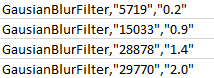 GausianBlurFilter,"5719","0.2"
GausianBlurFilter,"15033","0.9"
GausianBlurFilter,"28878","1.4"
GausianBlurFilter,"29770","2.0"